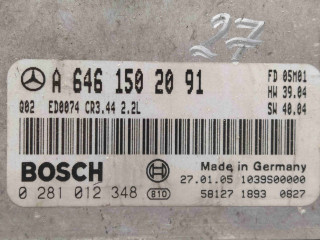 27
A 646 150 20 91
FD 05M01
Q02 ED0074 CR3.44 2.2L
HW 39.04
SW 40.04
BOSCH
Made in Germany
27.01.05 1039S00000
0 281 012 348 810
58127 1893 0827